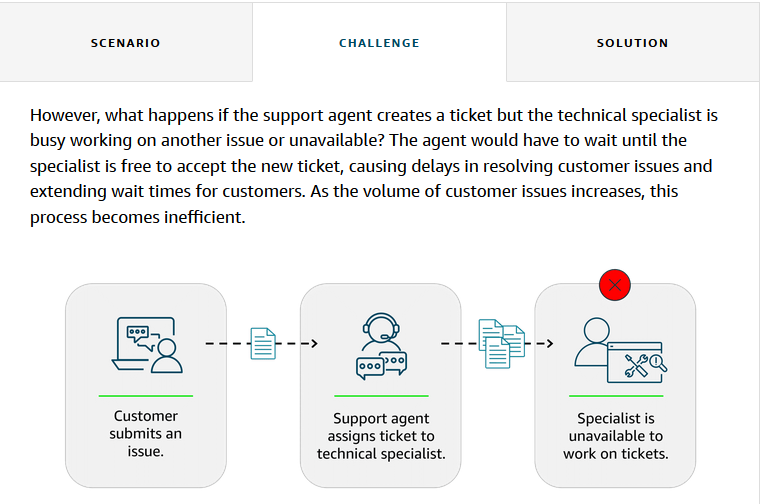 SCENARIO
CHALLENGE
SOLUTION
However, what happens if the support agent creates a ticket but the technical specialist is
busy working on another issue or unavailable? The agent would have to wait until the
specialist is free to accept the new ticket, causing delays in resolving customer issues and
extending wait times for customers. As the volume of customer issues increases, this
process becomes inefficient.
Customer
submits an
issue.
Support agent
assigns ticket to
technical specialist.
Specialist is
unavailable to
work on tickets.